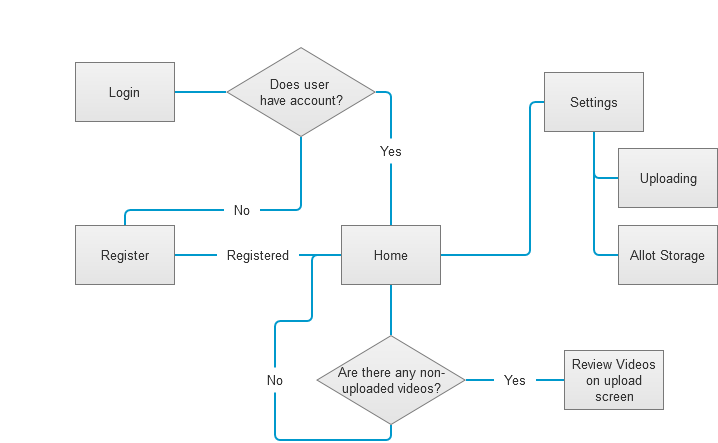 Login
Does user
have account?
Settings
Yes
Uploading
No
Register
Registered
Home
Allot Storage
Are there any non-
uploaded videos?
No
Yes
Review Videos
on upload
screen